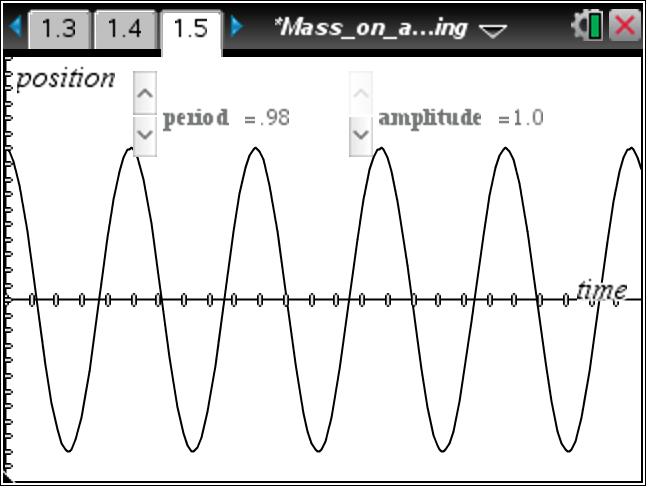 1.3 1.4 1.5 *Mass_on_a...ing
position
period =.98 amplitude =1.0
time